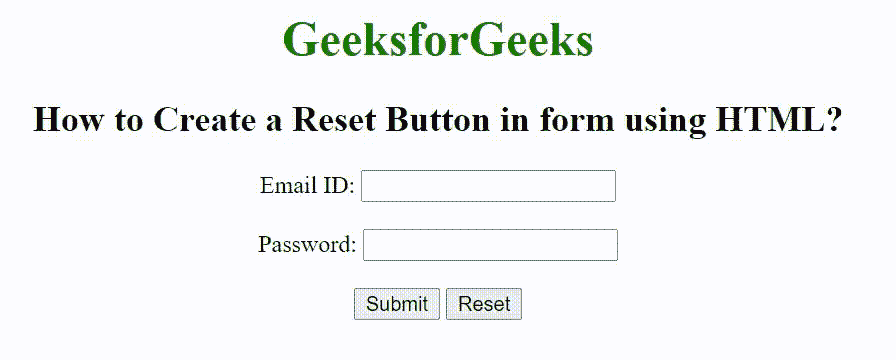 GeeksforGeeks
How to Create a Reset Button in form using HTML?
Email ID:
Password:
Submit Reset